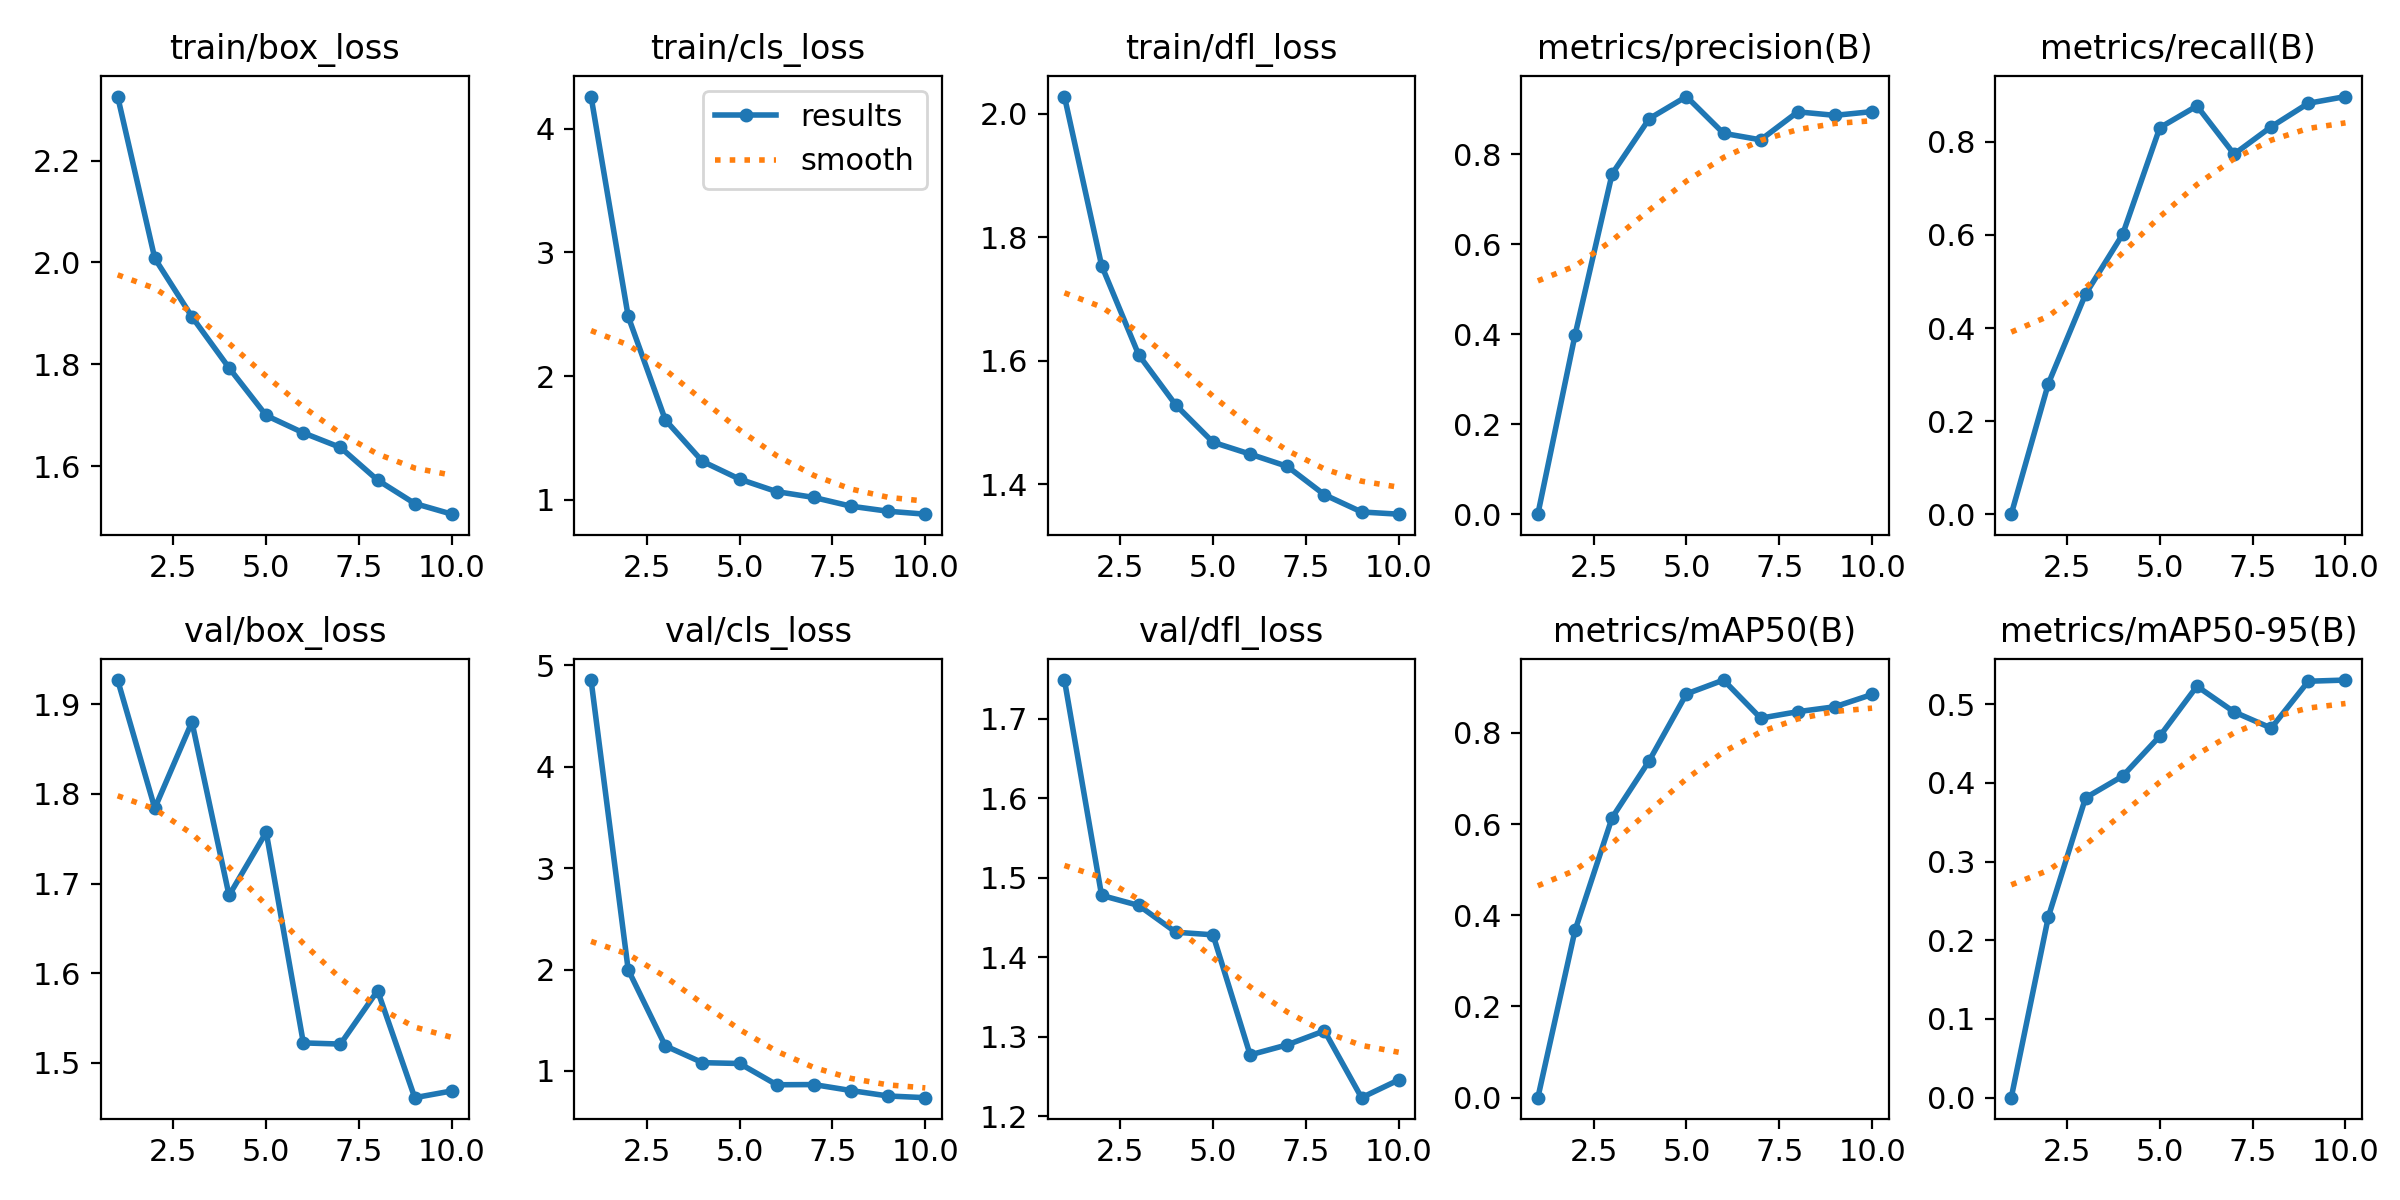 train/box_loss
2.2
2.0
1.8
1.6
2.5 5.0 7.5 10.0
train/cls_loss
results
smooth
4
3
2
1
2.5 5.0 7.5 10.0
train/dfl_loss
2.0
1.8
1.6
1.4
2.5 5.0 7.5 10.0
metrics/precision(B)
0.8
0.6
0.4
0.2
0.0
2.5 5.0 7.5 10.0
metrics/recall(B)
0.8
0.6
0.4
0.2
0.0
2.5 5.0 7.5 10.0
val/box_loss
1.9
1.8
1.7
1.6
1.5
2.5 5.0 7.5 10.0
val/cls_loss
5
4
3
2
1
2.5 5.0 7.5 10.0
val/dfl_loss
1.7
1.6
1.5
1.4
1.3
1.2
2.5 5.0 7.5 10.0
metrics/mAP50(B)
0.8
0.6
0.4
0.2
0.0
2.5 5.0 7.5 10.0
metrics/mAP50-95(B)
0.5
0.4
0.3
0.2
0.1
0.0
2.5 5.0 7.5 10.0